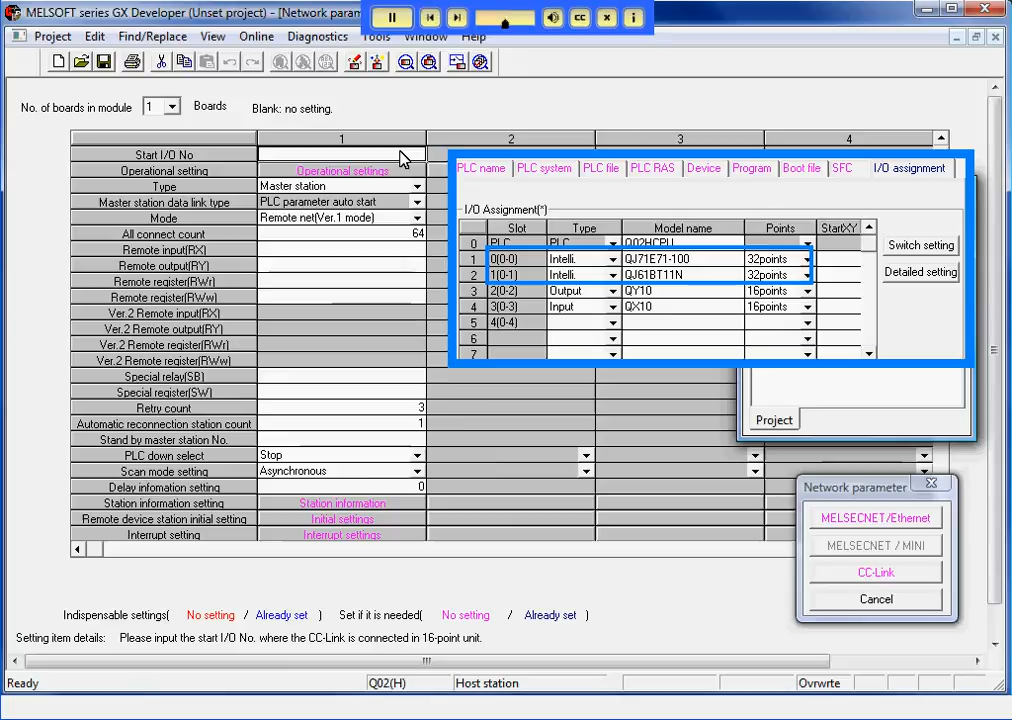 MELSOFT series GX Developer (Unset project) - [Network para
Project Edit Find/Replace View Online Diagnostics Tools Window Help
CC × i
No. of boards in module 1 Boards Blank: no setting.
1 2 3 4
Start I/O No
Operational setting Operational settings
Type Master station
Master station data link type PLC parameter auto start
Mode Remote net(Ver.1 mode)
All connect count 64
Remote input(RX)
Remote output(RY)
Remote register(RWr)
Remote register(RWw)
Ver.2 Remote input(RX)
Ver.2 Remote output(RY)
Ver.2 Remote register(RWr)
Ver.2 Remote register(RWw)
Special relay(SB)
Special register(SW)
Retry count 3
Automatic reconnection station count 1
Stand by master station No.
PLC down select Stop
Scan mode setting Asynchronous
Delay infomation setting 0
Station information setting Station information
Remote device station initial setting Initial settings
Interrupt setting Interrupt settings
PLC name PLC system PLC file PLC RAS Device Program Boot file SFC I/O assignment
I/O Assignment(*)
Slot Type Model name Points StartXY
0 PLC PLC Q02HCPU
1 0(0-0) Intelli. QJ71E71-100 32points
2 1(0-1) Intelli. QJ61BT11N 32points
3 2(0-2) Output QY10 16points
4 3(0-3) Input QX10 16points
5 4(0-4)
6
7
Switch setting
Detailed setting
Project
Network parameter
MELSECNET/Ethernet
MELSECNET / MINI
CC-Link
Cancel
Indispensable settings( No setting / Already set ) Set if it is needed( No setting / Already set )
Setting item details: Please input the start I/O No. where the CC-Link is connected in 16-point unit.
Ready Q02(H) Host station Ovrwrte